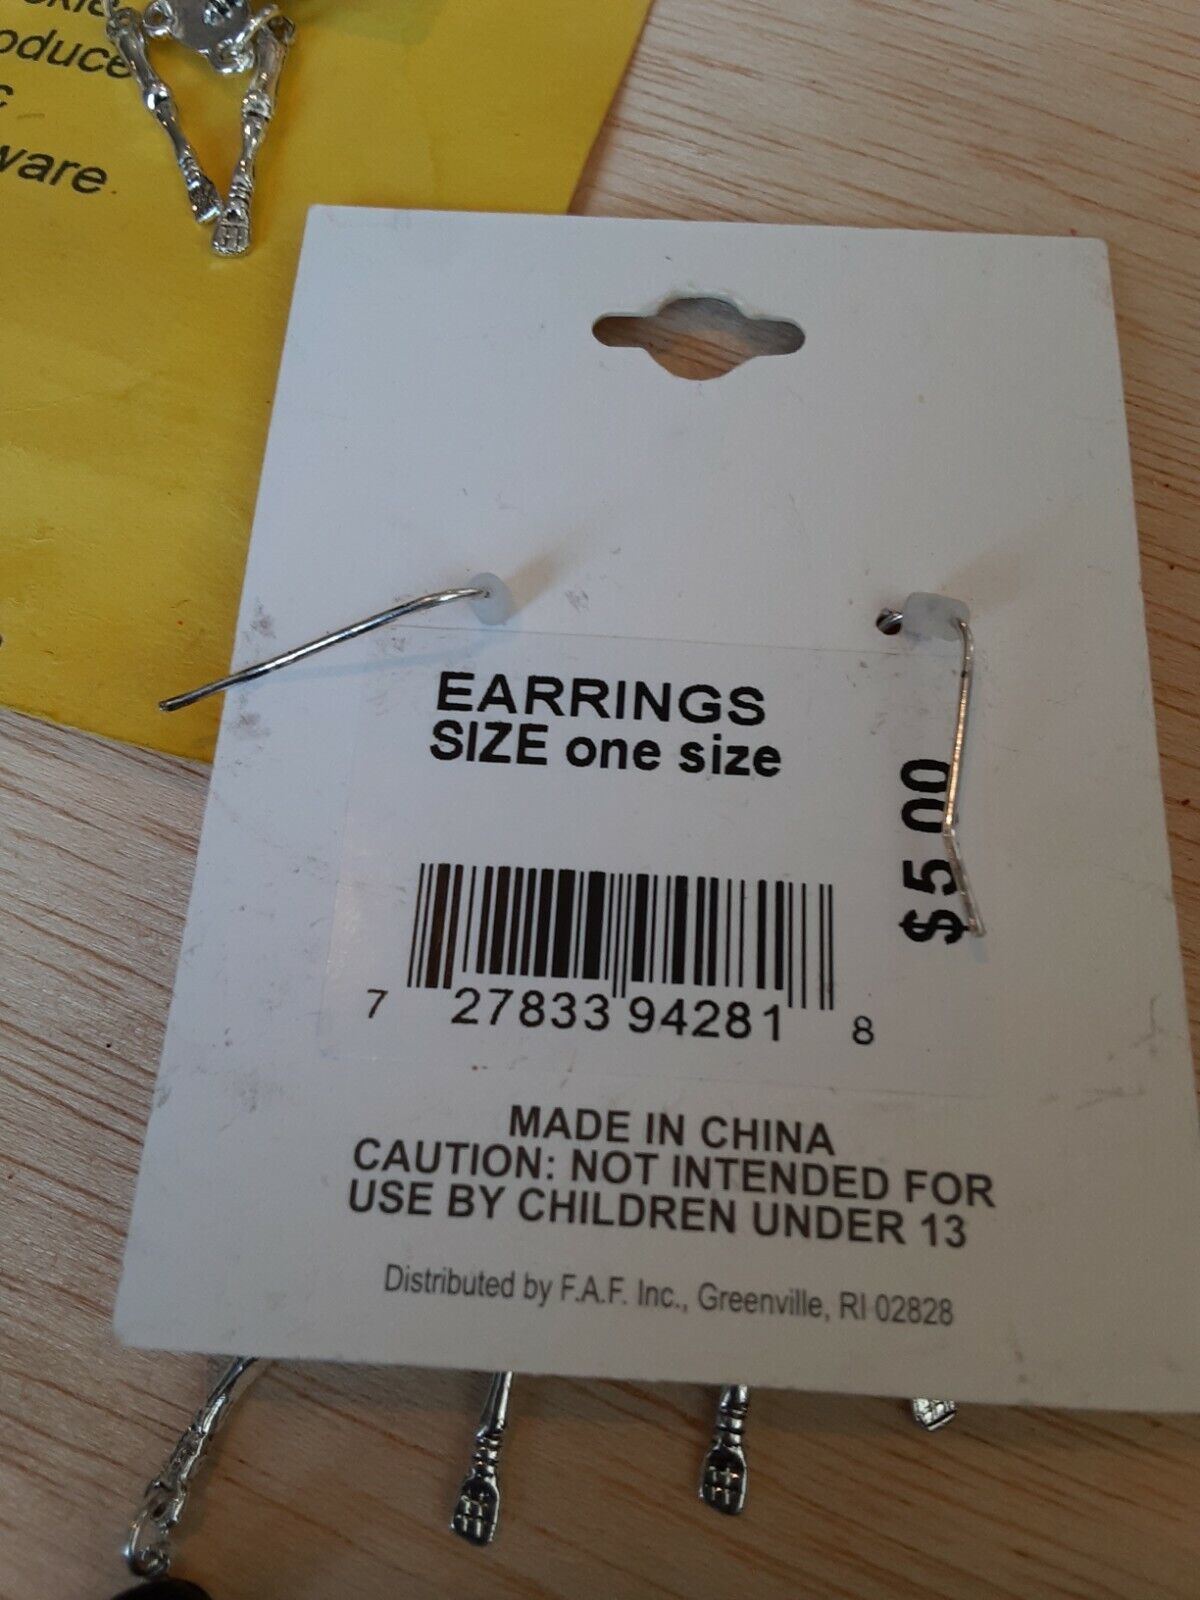 oduce
ware
EARRINGS
SIZE one size
$5.00
7 27833 94281 8
MADE IN CHINA
CAUTION: NOT INTENDED FOR
USE BY CHILDREN UNDER 13
Distributed by F.A.F. Inc., Greenville, RI 02828